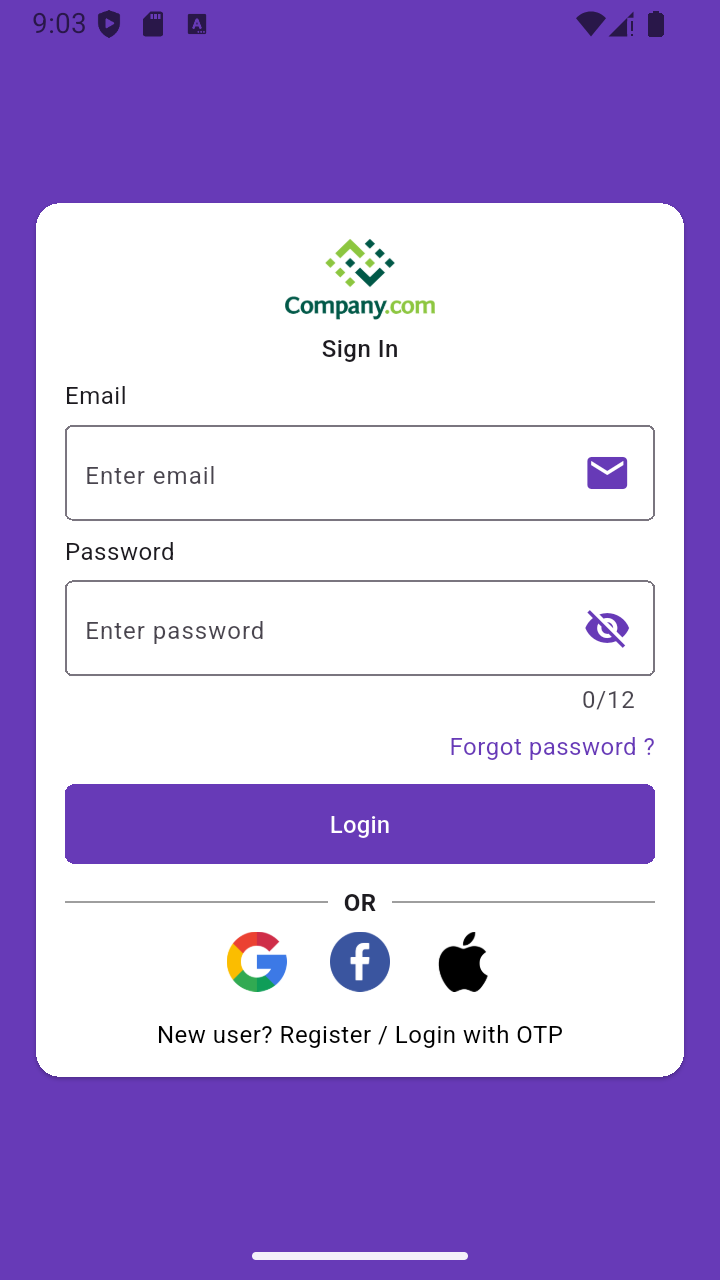 9:03
Company.com
Sign In
Email
Enter email
Password
Enter password
0/12
Forgot password ?
Login
OR
New user? Register / Login with OTP